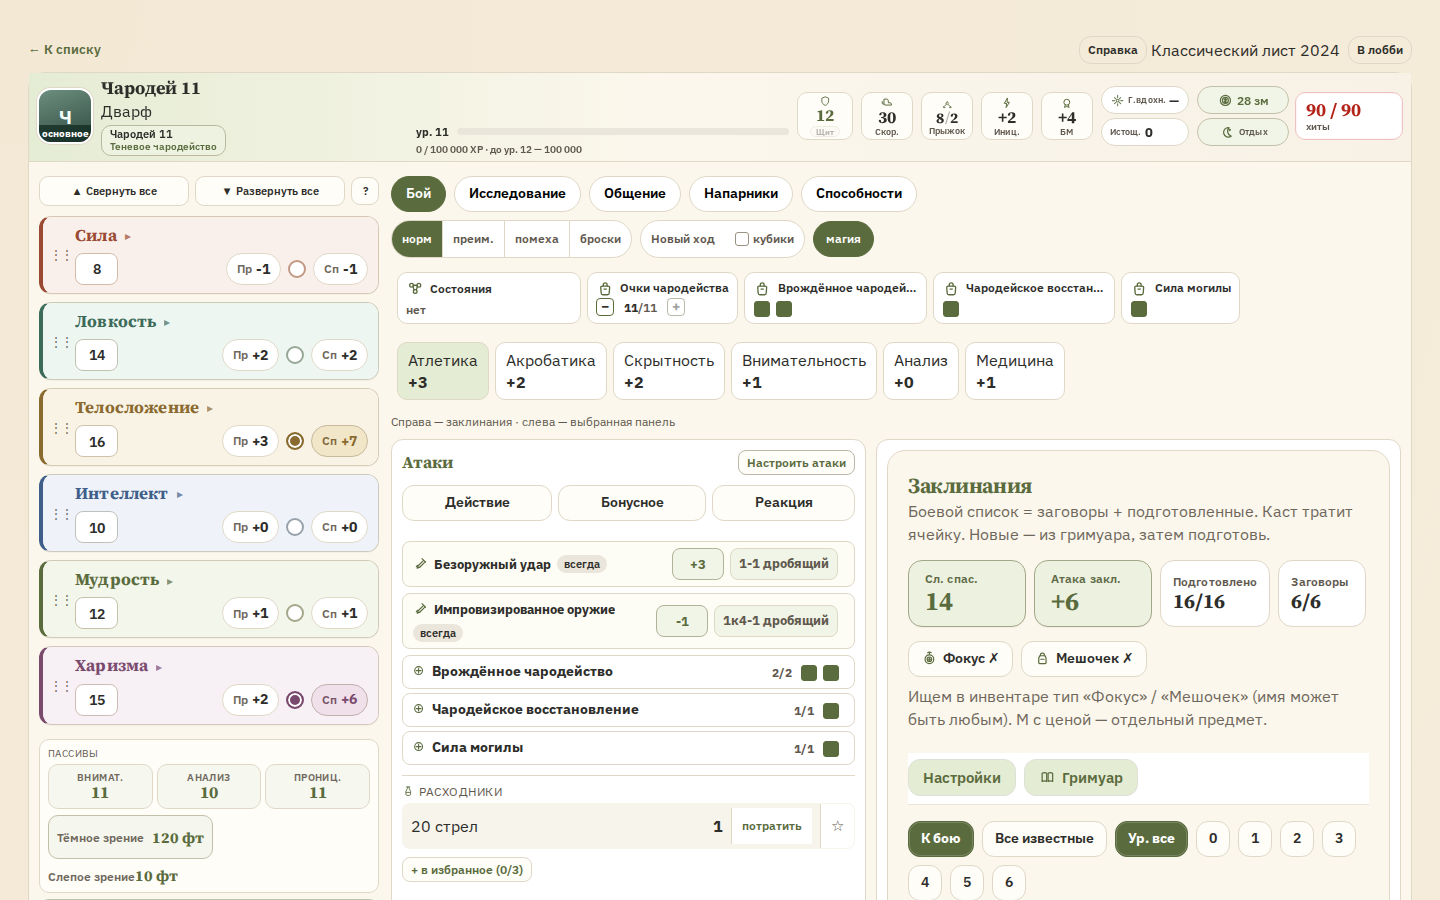 ← К списку
Справка Классический лист 2024 В лобби
Чародей 11
Дварф
Ч
основное
Чародей 11
Теневое чародейство
ур. 11
0 / 100 000 XP · до ур. 12 — 100 000
12
Щит
30
Скор.
8/2
Прыжок
+2
Иниц.
+4
БМ
Г.вдохн. —
Истощ. 0
28 зм
Отдых
90 / 90
хиты
▲ Свернуть все
▼ Развернуть все
?
Сила ▸
8
Пр -1
Сп -1
Ловкость ▸
14
Пр +2
Сп +2
Телосложение ▸
16
Пр +3
Сп +7
Интеллект ▸
10
Пр +0
Сп +0
Мудрость ▸
12
Пр +1
Сп +1
Харизма ▸
15
Пр +2
Сп +6
ПАССИВЫ
ВНИМАТ.
11
АНАЛИЗ
10
ПРОНИЦ.
11
Тёмное зрение 120 фт
Слепое зрение10 фт
Бой
Исследование
Общение
Напарники
Способности
норм
преим.
помеха
броски
Новый ход
кубики
магия
Состояния
нет
Очки чародейства
− 11/11 +
Врождённое чародей...
Чародейское восстан...
Сила могилы
Атлетика
+3
Акробатика
+2
Скрытность
+2
Внимательность
+1
Анализ
+0
Медицина
+1
Справа — заклинания · слева — выбранная панель
Атаки
Настроить атаки
Действие
Бонусное
Реакция
Безоружный удар всегда
+3
1-1 дробящий
Импровизированное оружие
всегда
-1
1к4-1 дробящий
Врождённое чародейство 2/2
Чародейское восстановление 1/1
Сила могилы 1/1
РАСХОДНИКИ
20 стрел 1 потратить ☆
+ в избранное (0/3)
Заклинания
Боевой список = заговоры + подготовленные. Каст тратит
ячейку. Новые — из гримуара, затем подготовь.
Сл. спас.
14
Атака закл.
+6
Подготовлено
16/16
Заговоры
6/6
Фокус ✗
Мешочек ✗
Ищем в инвентаре тип «Фокус» / «Мешочек» (имя может
быть любым). М с ценой — отдельный предмет.
Настройки
Гримуар
К бою
Все известные
Ур. все
0
1
2
3
4
5
6